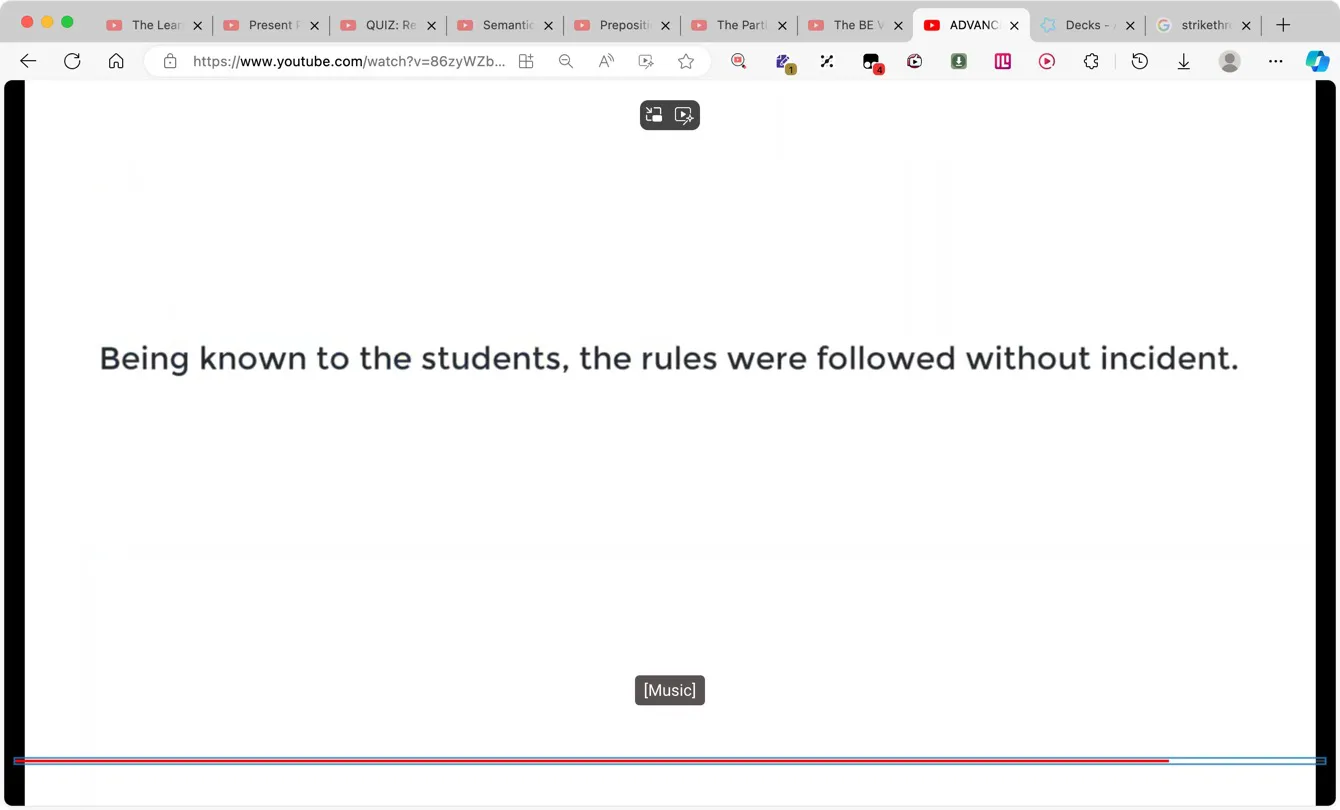 The Lear
Present P
QUIZ: Re
Semantic
Prepositi
The Parti
The BE V
ADVANC
Decks - A
strikethr
https://www.youtube.com/watch?v=86zyWZb...
1
4
Being known to the students, the rules were followed without incident.
[Music]